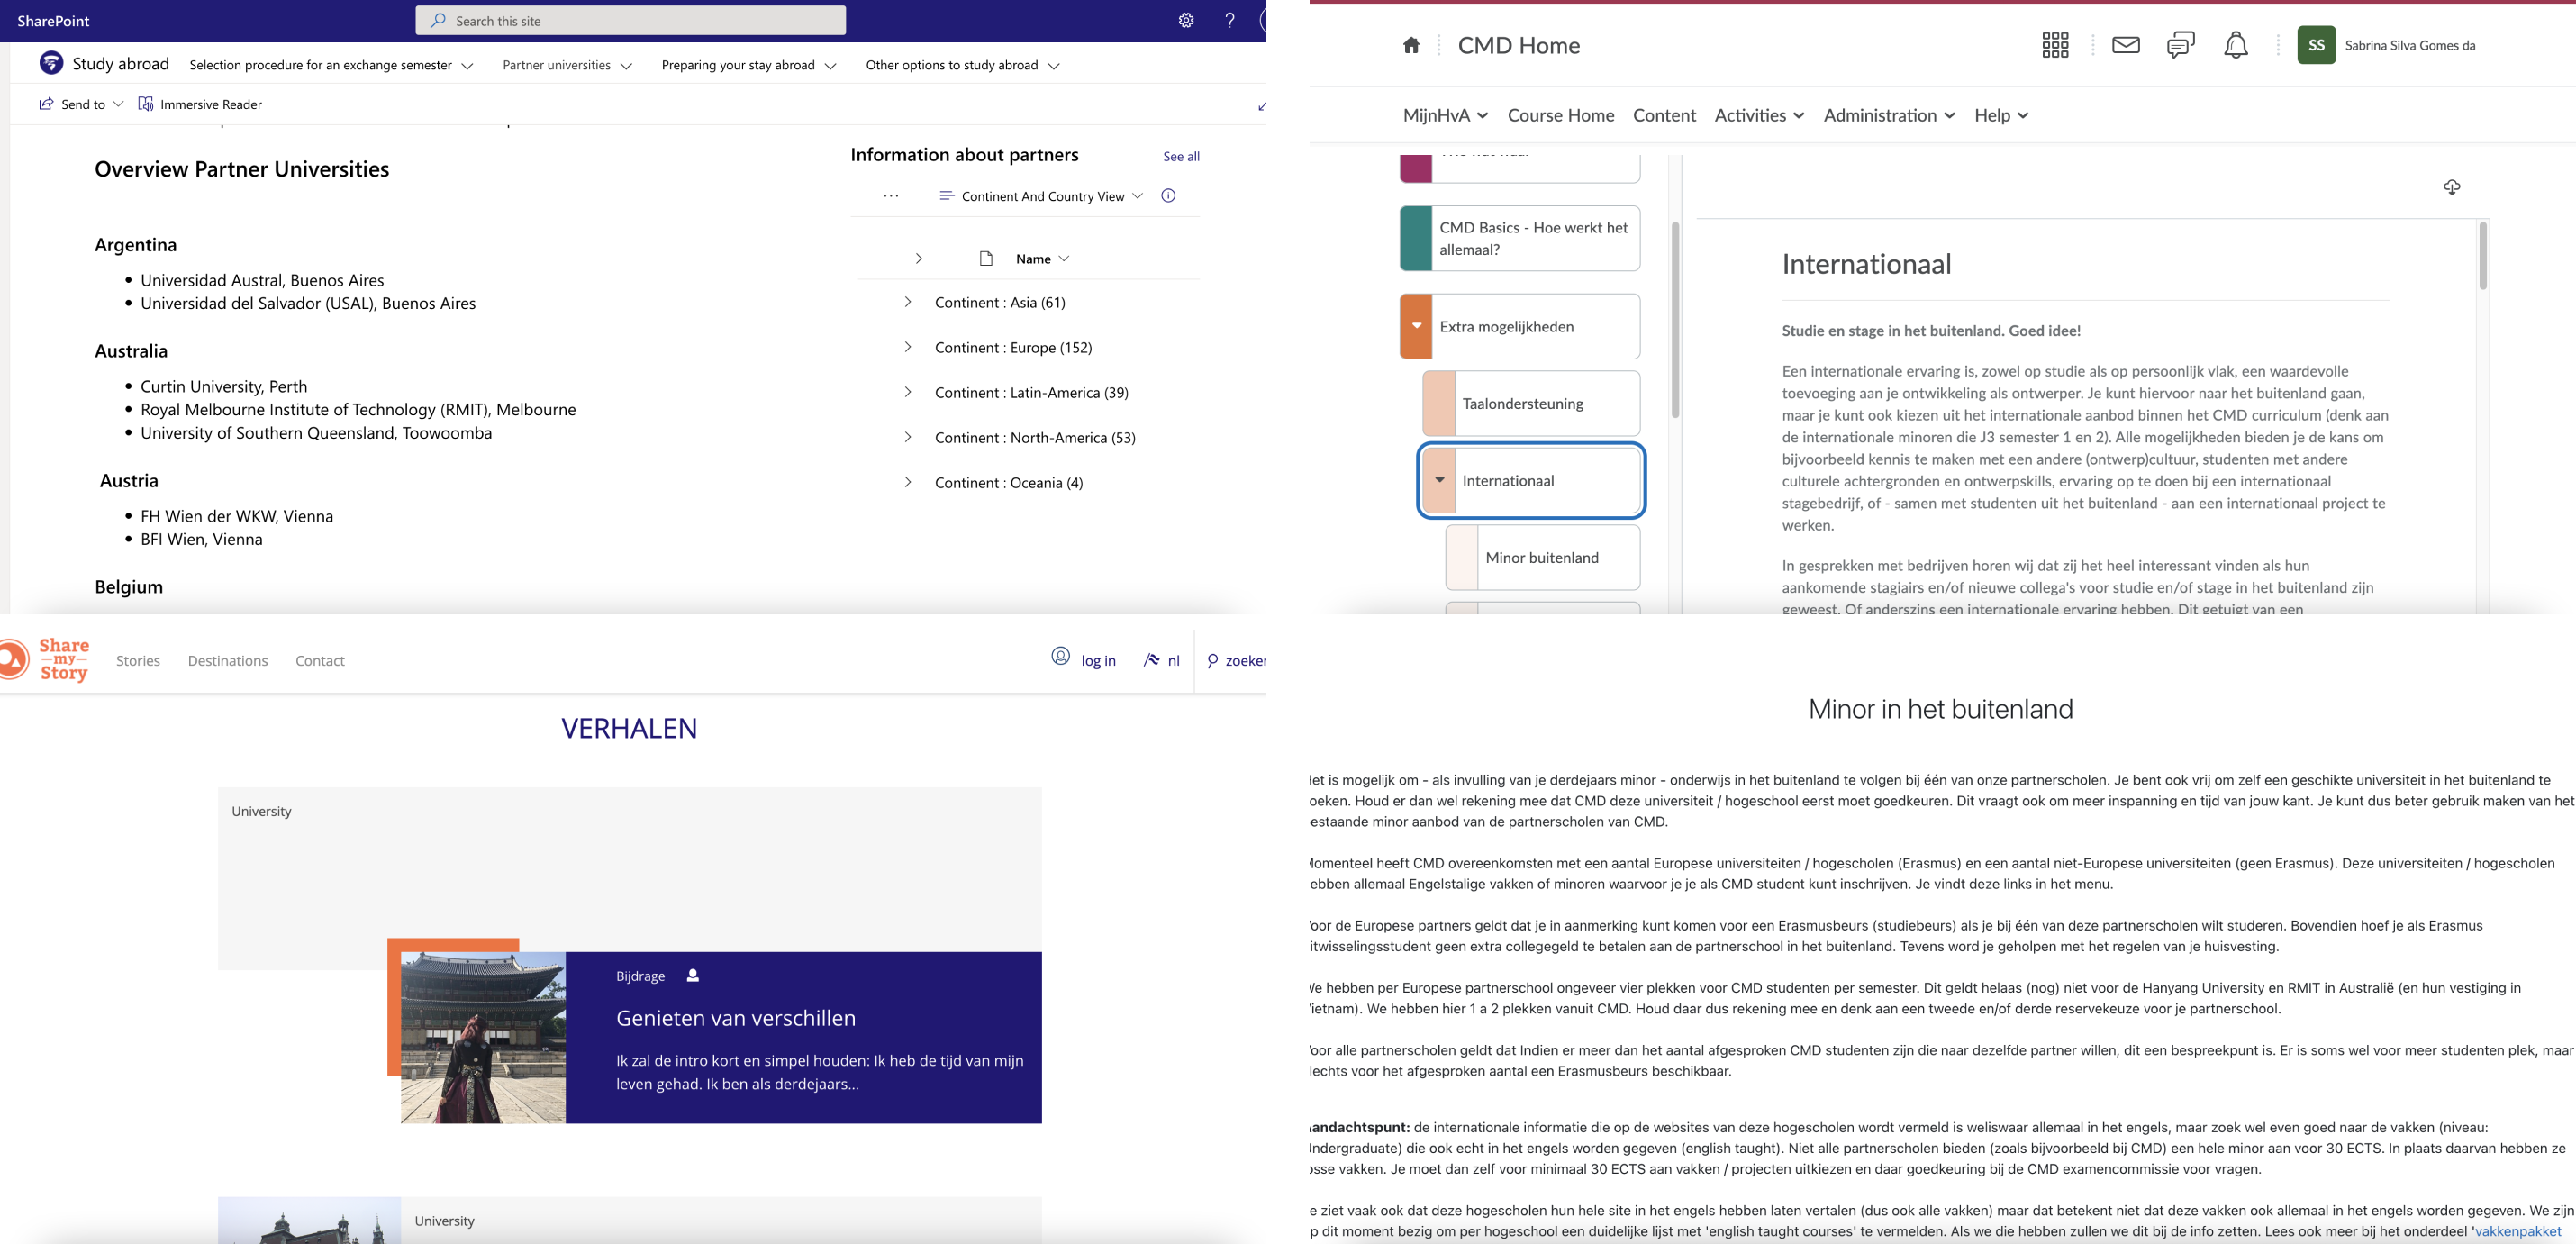 SharePoint
Search this site
?
Study abroad
Selection procedure for an exchange semester
Partner universities
Preparing your stay abroad
Other options to study abroad
Send to
Immersive Reader
Overview Partner Universities
Argentina
• Universidad Austral, Buenos Aires
• Universidad del Salvador (USAL), Buenos Aires
Australia
• Curtin University, Perth
• Royal Melbourne Institute of Technology (RMIT), Melbourne
• University of Southern Queensland, Toowoomba
Austria
• FH Wien der WKW, Vienna
• BFI Wien, Vienna
Belgium
Information about partners
See all
...
Continent And Country View
Name
Continent : Asia (61)
Continent : Europe (152)
Continent : Latin-America (39)
Continent : North-America (53)
Continent : Oceania (4)
CMD Home
SS
Sabrina Silva Gomes da
MijnHvA
Course Home
Content
Activities
Administration
Help
CMD Basics - Hoe werkt het
allemaal?
Extra mogelijkheden
Taalondersteuning
Internationaal
Minor buitenland
Internationaal
Studie en stage in het buitenland. Goed idee!
Een internationale ervaring is, zowel op studie als op persoonlijk vlak, een waardevolle
toevoeging aan je ontwikkeling als ontwerper. Je kunt hiervoor naar het buitenland gaan,
maar je kunt ook kiezen uit het internationale aanbod binnen het CMD curriculum (denk aan
de internationale minoren die J3 semester 1 en 2). Alle mogelijkheden bieden je de kans om
bijvoorbeeld kennis te maken met een andere (ontwerp)cultuur, studenten met andere
culturele achtergronden en ontwerpskills, ervaring op te doen bij een internationaal
stagebedrijf, of - samen met studenten uit het buitenland - aan een internationaal project te
werken.
In gesprekken met bedrijven horen wij dat zij het heel interessant vinden als hun
aankomende stagiairs en/of nieuwe collega's voor studie en/of stage in het buitenland zijn
geweest. Of anderszins een internationale ervaring hebben. Dit getuigt van een
Share
my
Story
Stories
Destinations
Contact
log in
nl
zoeker
VERHALEN
University
Bijdrage
Genieten van verschillen
Ik zal de intro kort en simpel houden: Ik heb de tijd van mijn
leven gehad. Ik ben als derdejaars...
University
Minor in het buitenland
let is mogelijk om - als invulling van je derdejaars minor - onderwijs in het buitenland te volgen bij één van onze partnerscholen. Je bent ook vrij om zelf een geschikte universiteit in het buitenland te
oeken. Houd er dan wel rekening mee dat CMD deze universiteit / hogeschool eerst moet goedkeuren. Dit vraagt ook om meer inspanning en tijd van jouw kant. Je kunt dus beter gebruik maken van het
estaande minor aanbod van de partnerscholen van CMD.
omenteel heeft CMD overeenkomsten met een aantal Europese universiteiten / hogescholen (Erasmus) en een aantal niet-Europese universiteiten (geen Erasmus). Deze universiteiten / hogescholen
ebben allemaal Engelstalige vakken of minoren waarvoor je je als CMD student kunt inschrijven. Je vindt deze links in het menu.
oor de Europese partners geldt dat je in aanmerking kunt komen voor een Erasmusbeurs (studiebeurs) als je bij één van deze partnerscholen wilt studeren. Bovendien hoef je als Erasmus
itwisselingsstudent geen extra collegegeld te betalen aan de partnerschool in het buitenland. Tevens word je geholpen met het regelen van je huisvesting.
We hebben per Europese partnerschool ongeveer vier plekken voor CMD studenten per semester. Dit geldt helaas (nog) niet voor de Hanyang University en RMIT in Australië (en hun vestiging in
ietnam). We hebben hier 1 a 2 plekken vanuit CMD. Houd daar dus rekening mee en denk aan een tweede en/of derde reservekeuze voor je partnerschool.
oor alle partnerscholen geldt dat Indien er meer dan het aantal afgesproken CMD studenten zijn die naar dezelfde partner willen, dit een bespreekpunt is. Er is soms wel voor meer studenten plek, maar
lechts voor het afgesproken aantal een Erasmusbeurs beschikbaar.
andachtspunt: de internationale informatie die op de websites van deze hogescholen wordt vermeld is weliswaar allemaal in het engels, maar zoek wel even goed naar de vakken (niveau:
ndergraduate) die ook echt in het engels worden gegeven (english taught). Niet alle partnerscholen bieden (zoals bijvoorbeeld bij CMD) een hele minor aan voor 30 ECTS. In plaats daarvan hebben ze
sse vakken. Je moet dan zelf voor minimaal 30 ECTS aan vakken / projecten uitkiezen en daar goedkeuring bij de CMD examencommissie voor vragen.
e ziet vaak ook dat deze hogescholen hun hele site in het engels hebben laten vertalen (dus ook alle vakken) maar dat betekent niet dat deze vakken ook allemaal in het engels worden gegeven. We zijn
p dit moment bezig om per hogeschool een duidelijke lijst met 'english taught courses' te vermelden. Als we die hebben zullen we dit bij de info zetten. Lees ook meer bij het onderdeel 'vakkenpakket